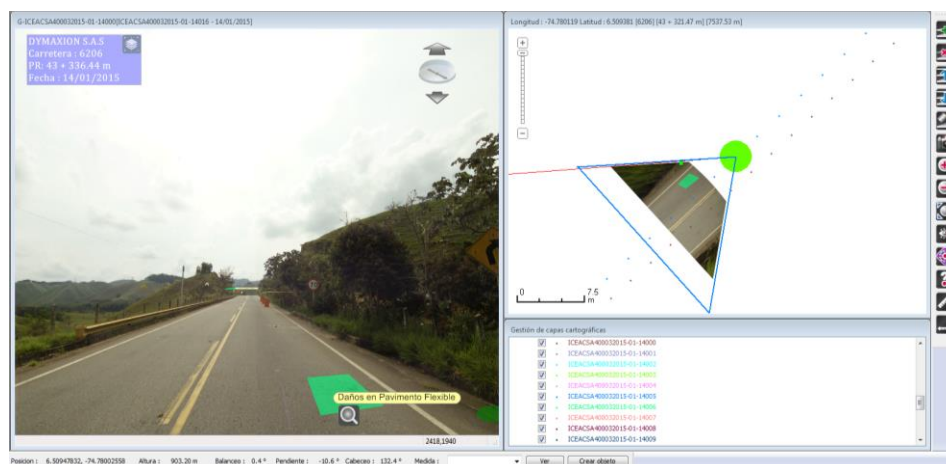 G-ICEACSA400032015-01-14000[ICEACSA400032015-01-14016 - 14/01/2015]
DYMAXION S.A.S
Carretera : 6206
PR: 43 + 336.44 m
Fecha : 14/01/2015
Daños en Pavimento Flexible
2418,1940
Longitud : -74.780119 Latitud : 6.509381 [6206] [43 + 321.47 m] [7537.53 m]
0
7.5
m
Gestión de capas cartográficas
ICEACSA400032015-01-14000
ICEACSA400032015-01-14001
ICEACSA400032015-01-14002
ICEACSA400032015-01-14003
ICEACSA400032015-01-14004
ICEACSA400032015-01-14005
ICEACSA400032015-01-14006
ICEACSA400032015-01-14007
ICEACSA400032015-01-14008
ICEACSA400032015-01-14009
Posicion : 6.50947832, -74.78002558 Altura : 903.20 m Balanceo : 0.4 º Pendiente : -10.6 º Cabeceo : 132.4 º Medida : Ver Crear objeto